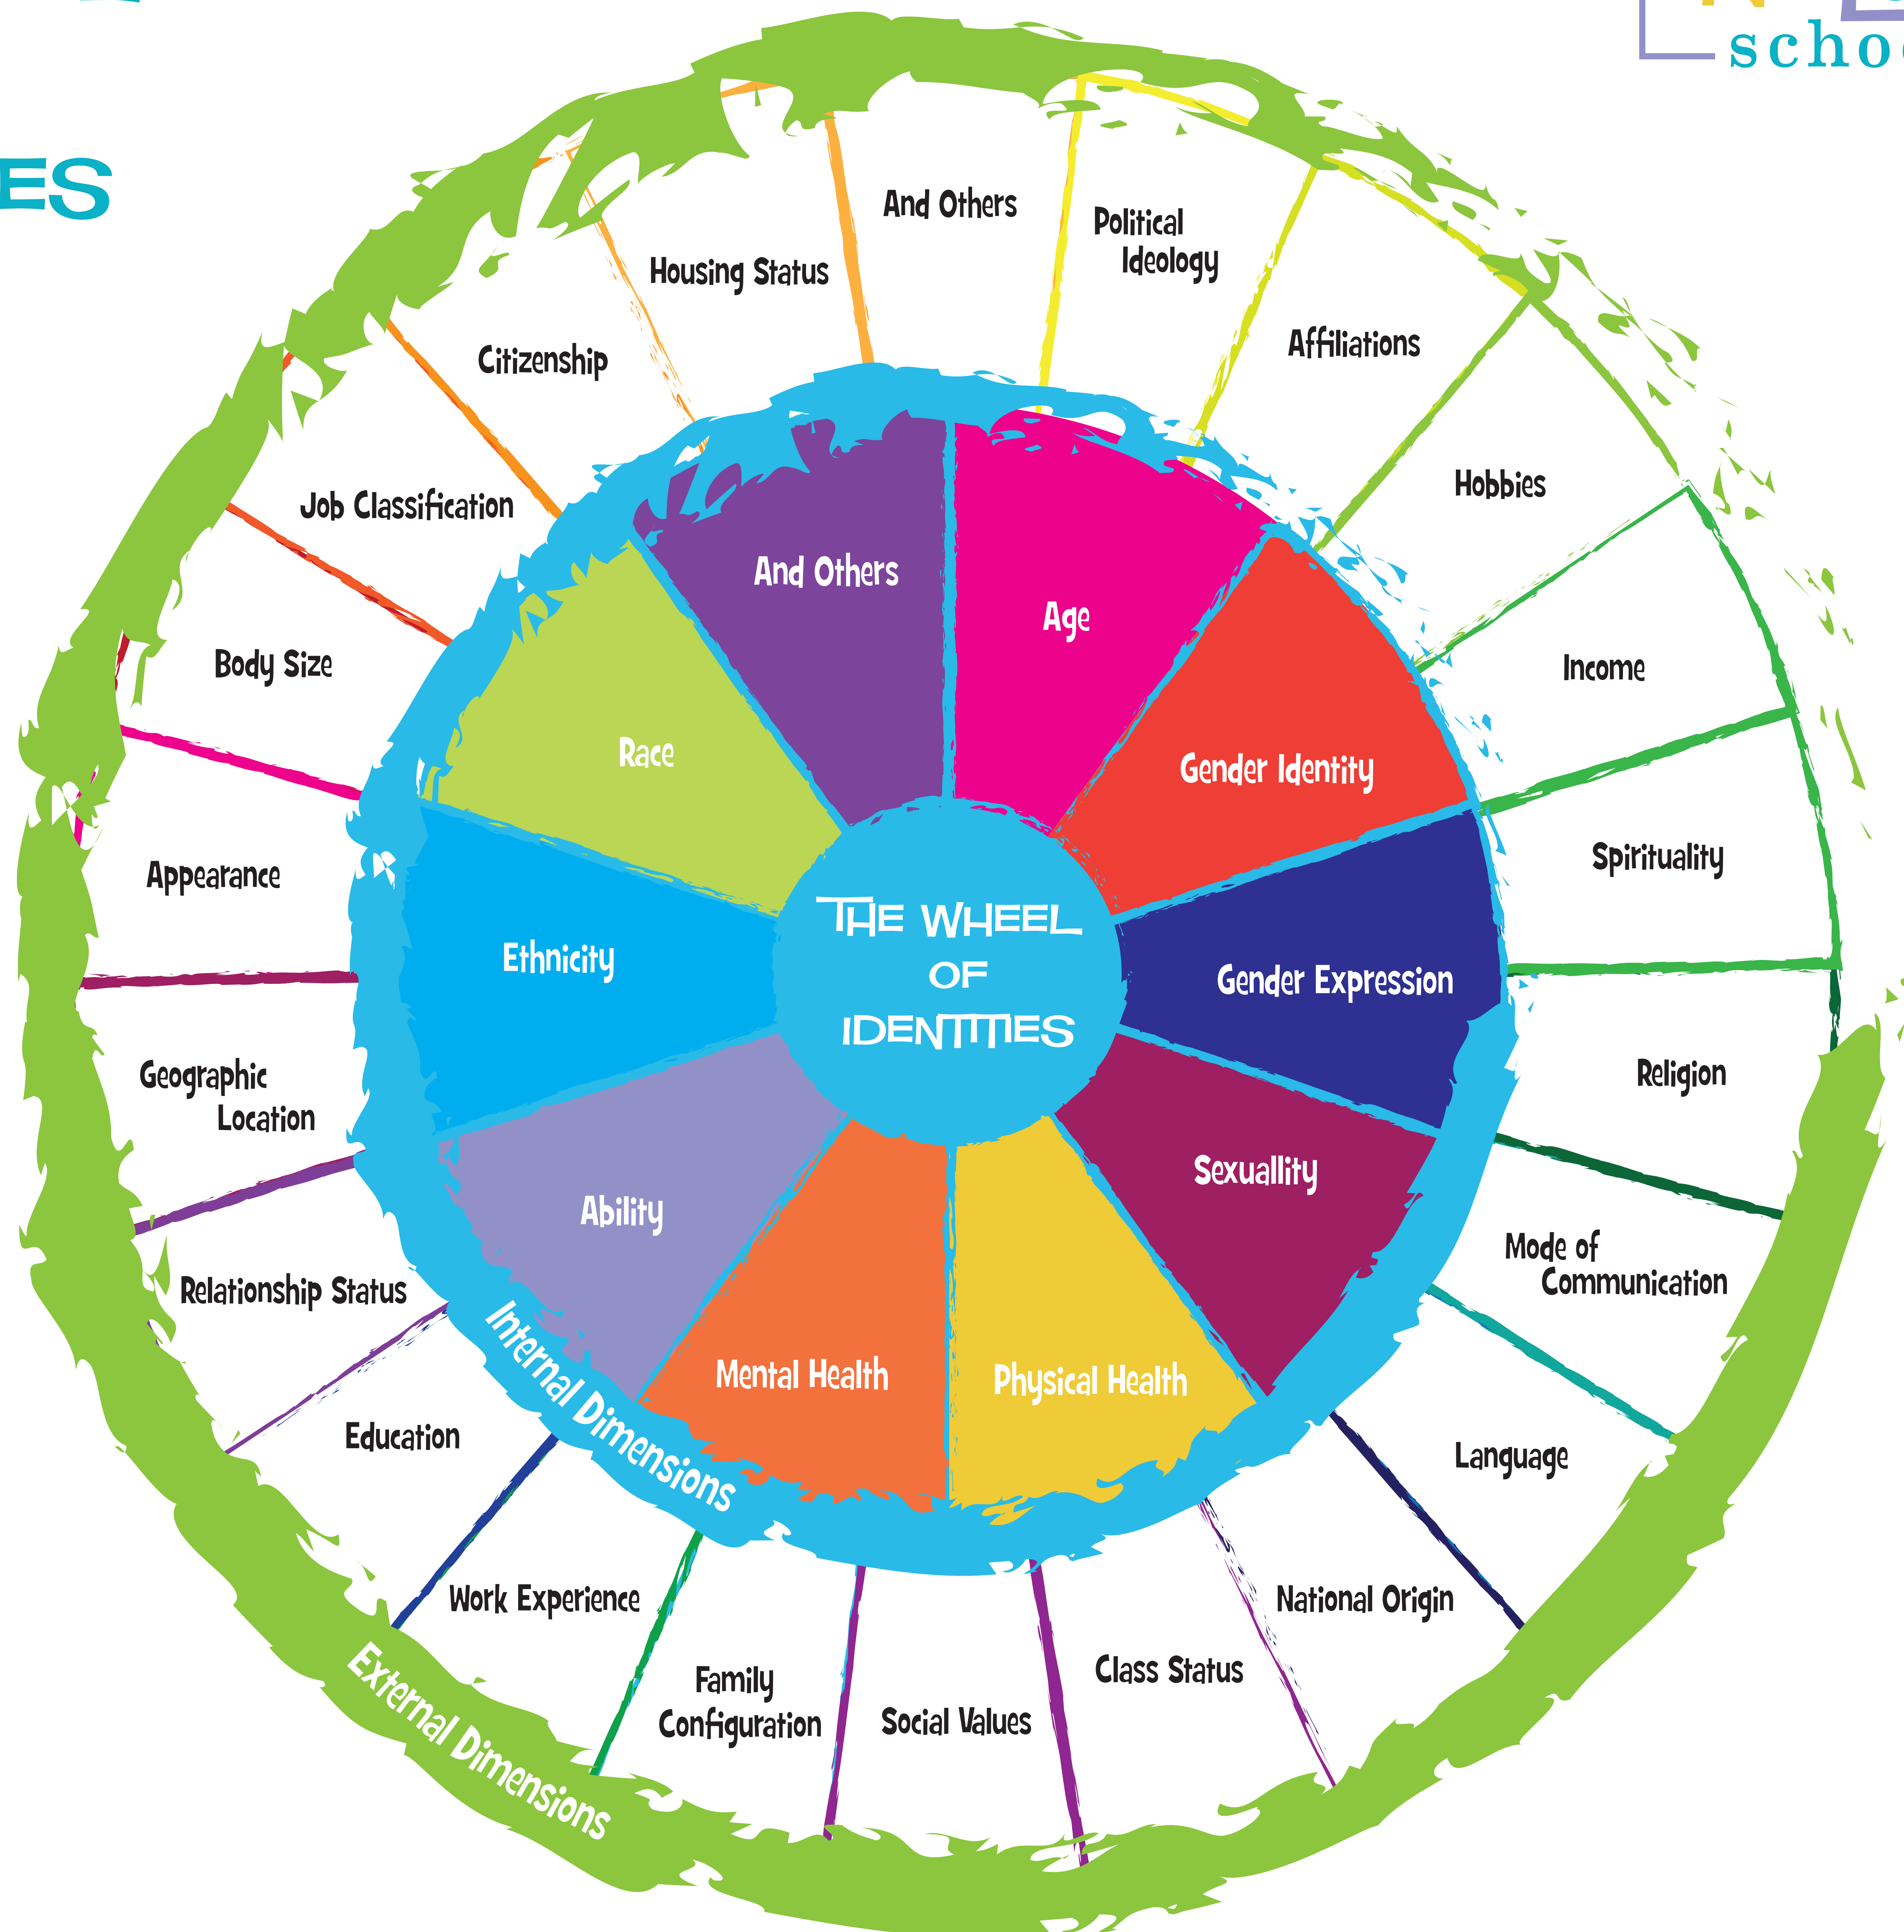 schoo
ES
And Others
Political
Ideology
Affiliations
Hobbies
Income
Spirituality
Religion
Mode of
Communication
Language
National Origin
Class Status
Social Values
Family
Configuration
Work Experience
Education
Relationship Status
Geographic
Location
Appearance
Body Size
Job Classification
Citizenship
Housing Status
And Others
Age
Gender Identity
Gender Expression
Sexuallity
Physical Health
Mental Health
Ability
Ethnicity
Race
THE WHEEL
OF
IDENTITIES
Internal Dimensions
External Dimensions